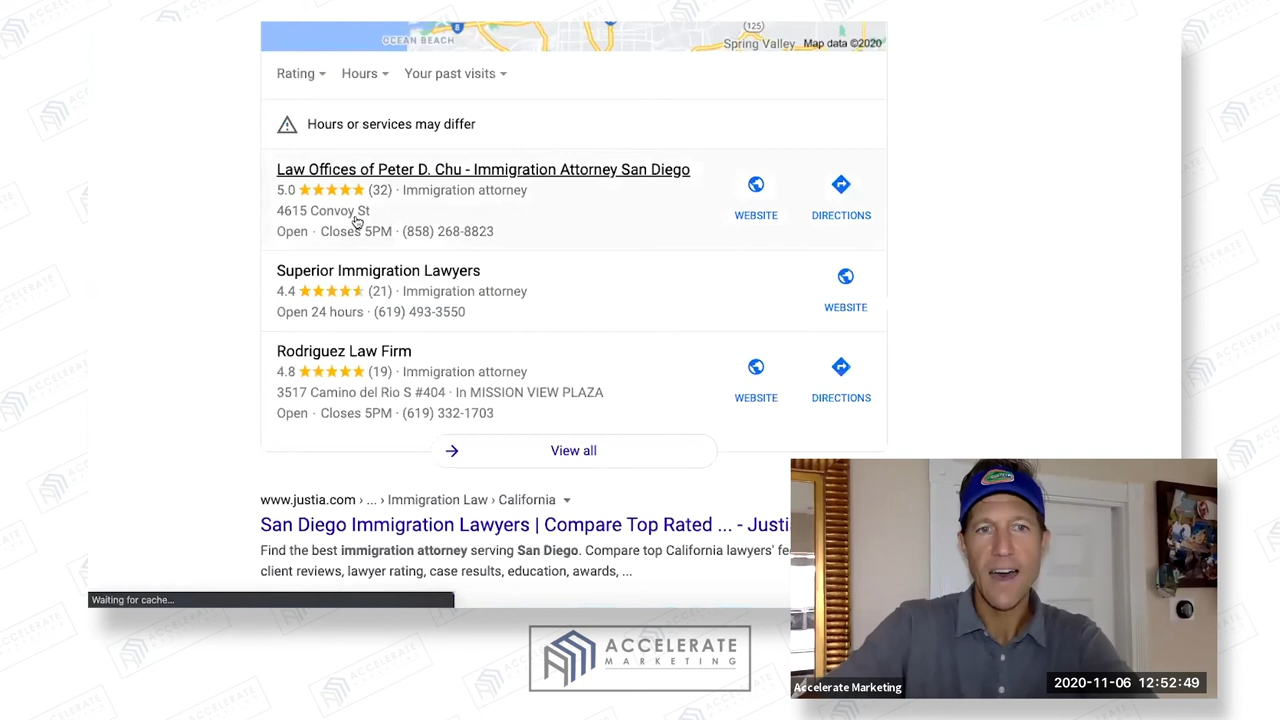 125
8
OCEAN BEACH
Spring Valley
Map data ©2020
Rating
Hours
Your past visits
Hours or services may differ
Law Offices of Peter D. Chu - Immigration Attorney San Diego
5.0 (32) · Immigration attorney
4615 Convoy St
Open · Closes 5PM · (858) 268-8823
WEBSITE
DIRECTIONS
Superior Immigration Lawyers
4.4 (21) · Immigration attorney
Open 24 hours · (619) 493-3550
WEBSITE
Rodriguez Law Firm
4.8 (19) · Immigration attorney
3517 Camino del Rio S #404 · In MISSION VIEW PLAZA
Open · Closes 5PM · (619) 332-1703
WEBSITE
DIRECTIONS
View all
www.justia.com › ... › Immigration Law › California
San Diego Immigration Lawyers | Compare Top Rated ... - Justi
Find the best immigration attorney serving San Diego. Compare top California lawyers' fe
client reviews, lawyer rating, case results, education, awards, ...
Waiting for cache...
ACCELERATE
MARKETING
Accelerate Marketing
2020-11-06 12:52:49